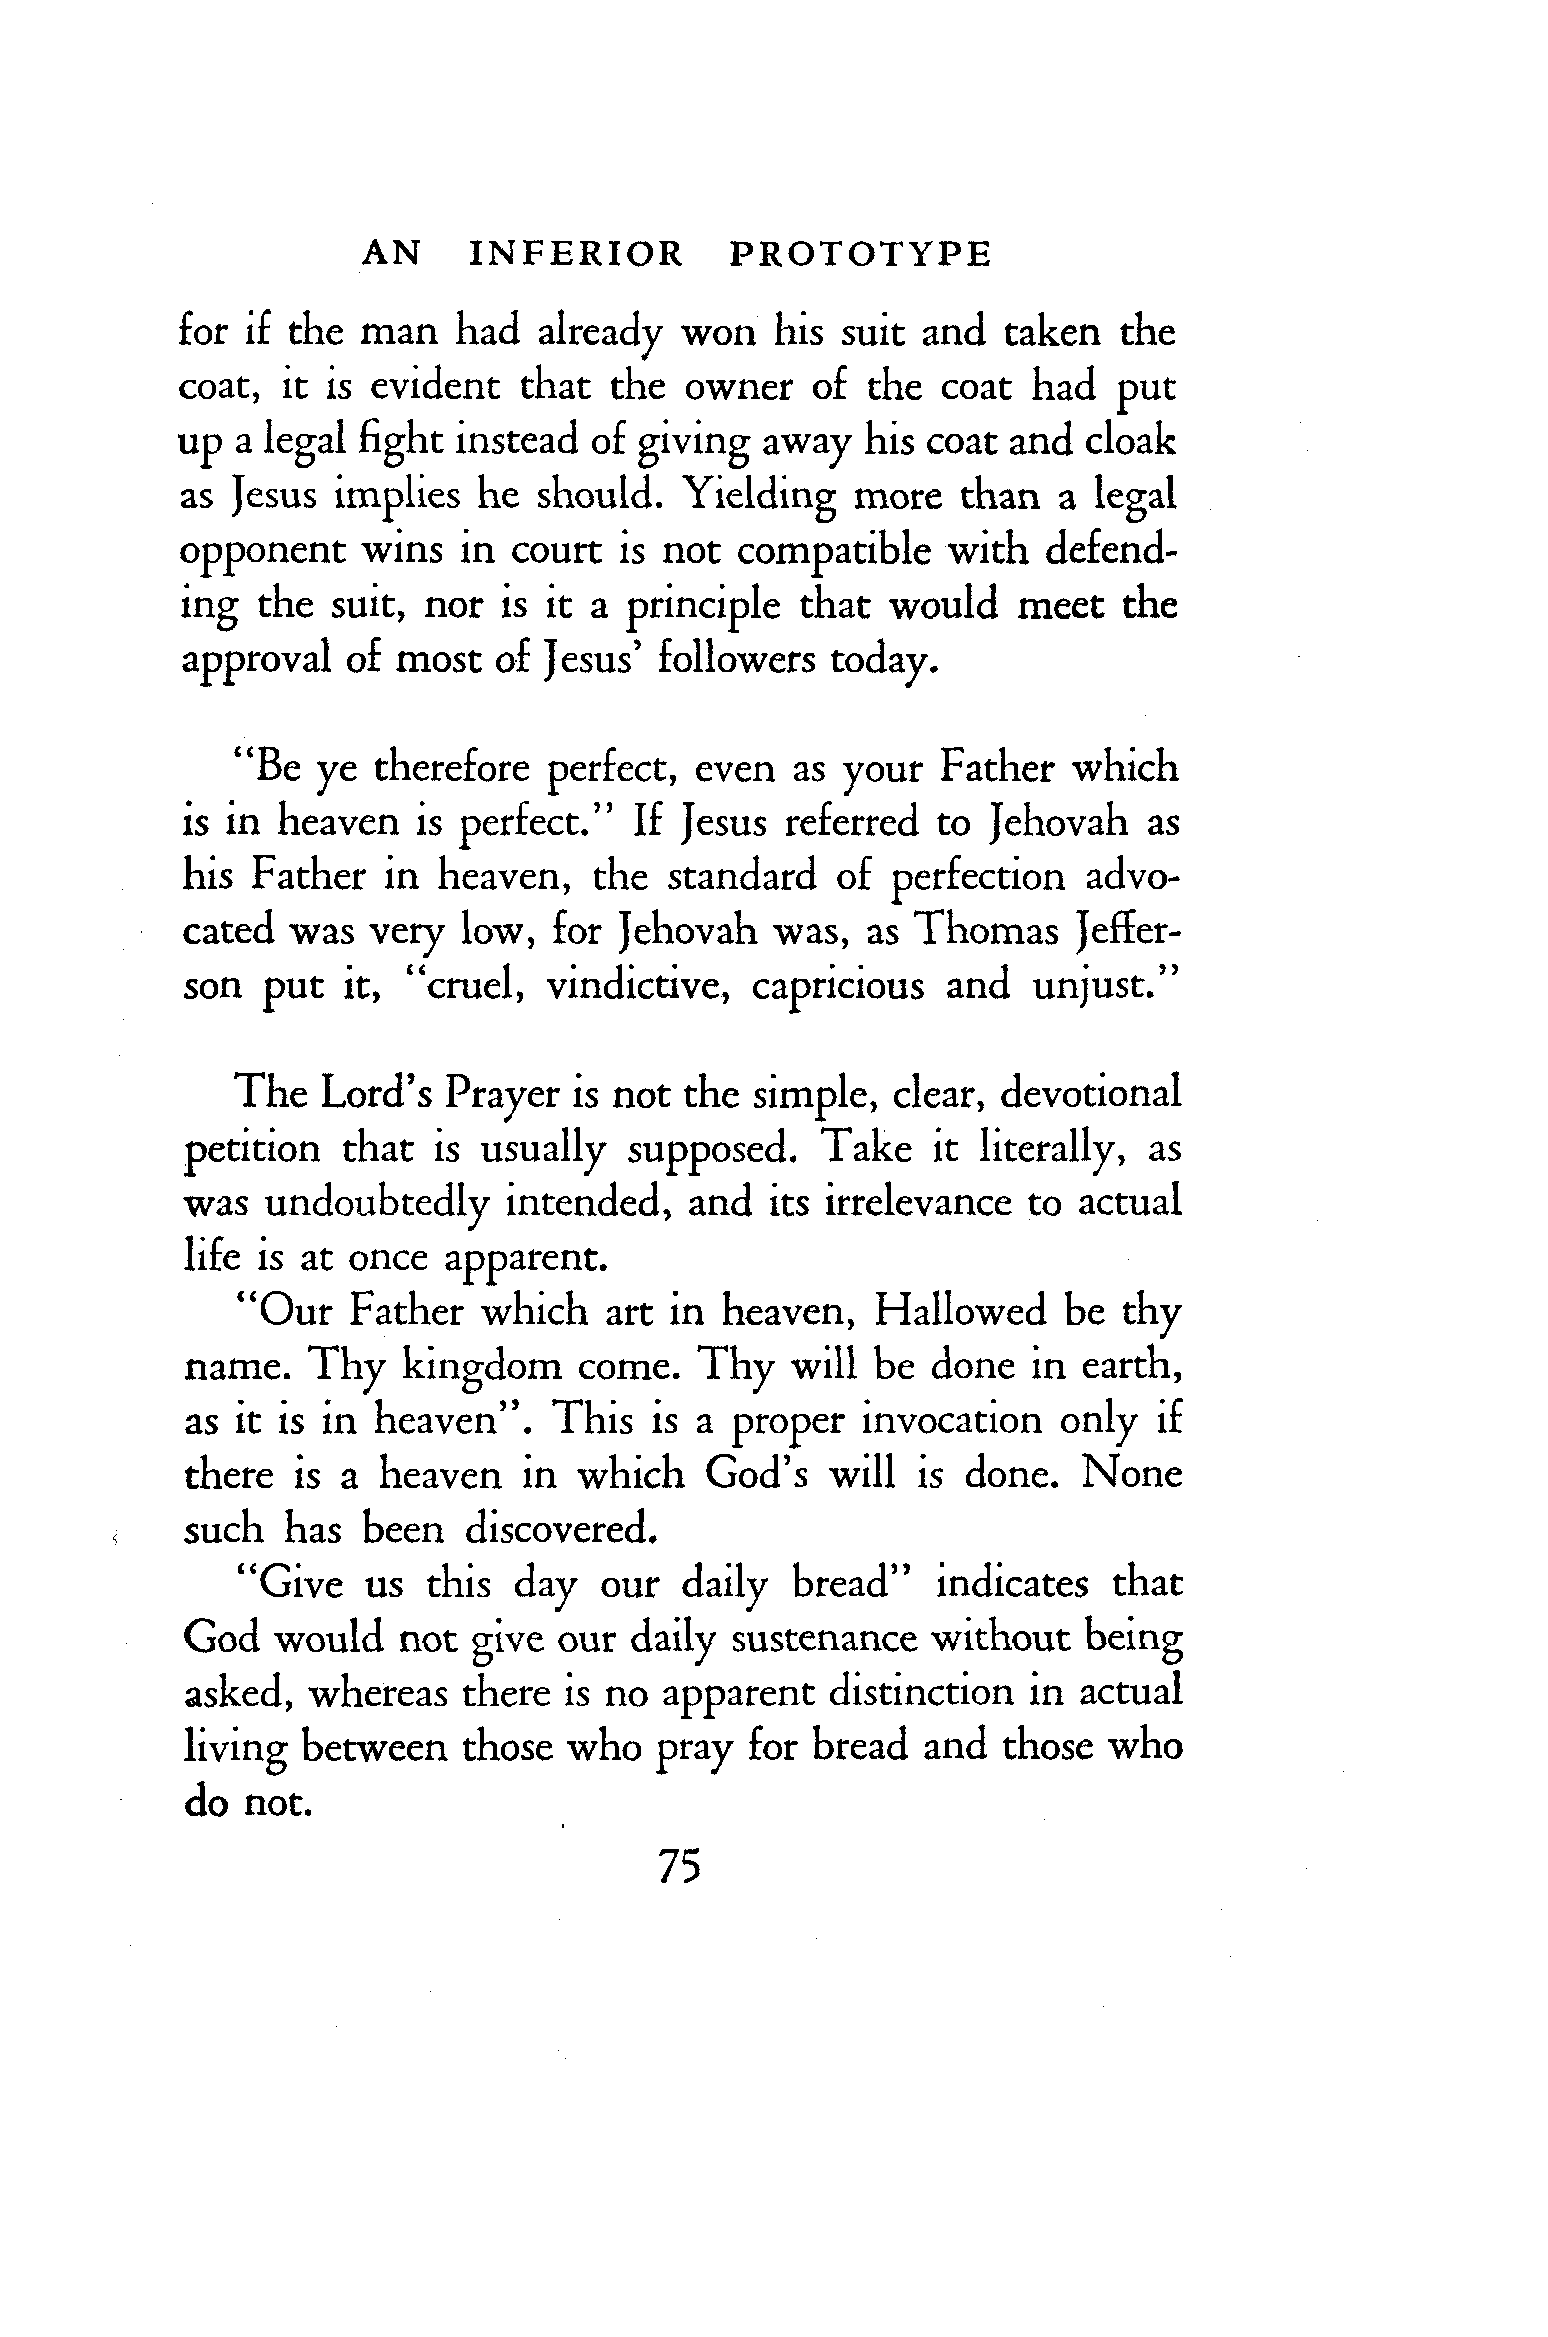 AN INFERIOR PROTOTYPE
for if the man had already won his suit and taken the
coat, it is evident that the owner of the coat had put
up a legal fight instead of giving away his coat and cloak
as Jesus implies he should. Yielding more than a legal
opponent wins in court is not compatible with defend-
ing the suit, nor is it a principle that would meet the
approval of most of Jesus' followers today.
"Be ye therefore perfect, even as your Father which
is in heaven is perfect." If Jesus referred to Jehovah as
his Father in heaven, the standard of perfection advo-
cated was very low, for Jehovah was, as Thomas Jeffer-
son put it, "cruel, vindictive, capricious and unjust."
The Lord's Prayer is not the simple, clear, devotional
petition that is usually supposed. Take it literally, as
was undoubtedly intended, and its irrelevance to actual
life is at once apparent.
"Our Father which art in heaven, Hallowed be thy
name. Thy kingdom come. Thy will be done in earth,
as it is in heaven". This is a proper invocation only if
there is a heaven in which God's will is done. None
such has been discovered.
"Give us this day our daily bread" indicates that
God would not give our daily sustenance without being
asked, whereas there is no apparent distinction in actual
living between those who pray for bread and those who
do not.
75